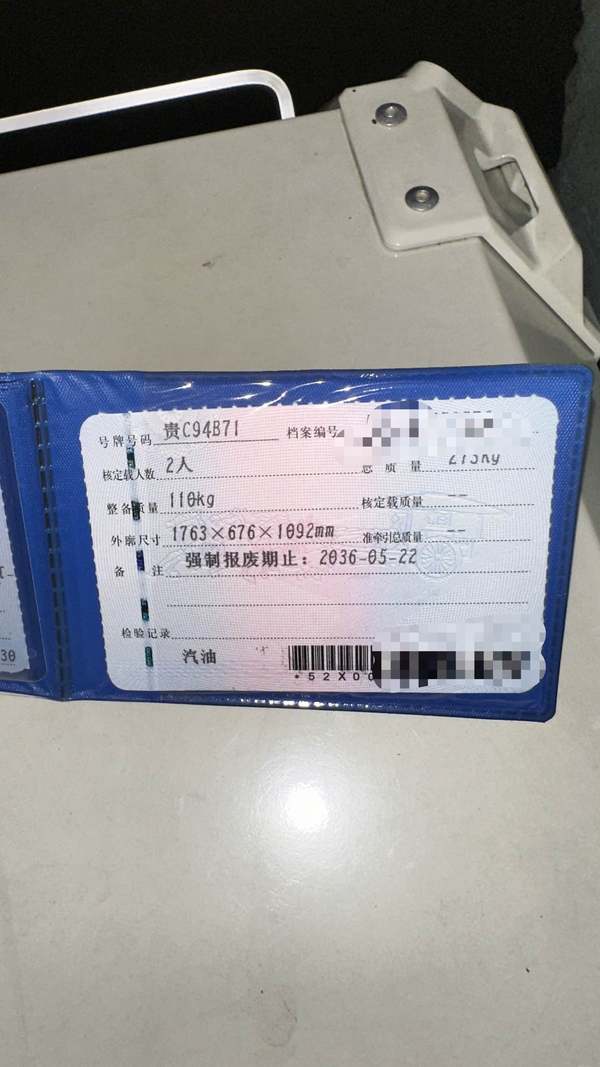 号牌号码 贵C94B71 档案编号
核定载人数 2人 总质量
整备质量 110kg 核定载质量 --
外廓尺寸 1763×676×1092mm 准牵引总质量 --
备注 强制报废期止：2036-05-22
检验记录
汽油
*52X00
30